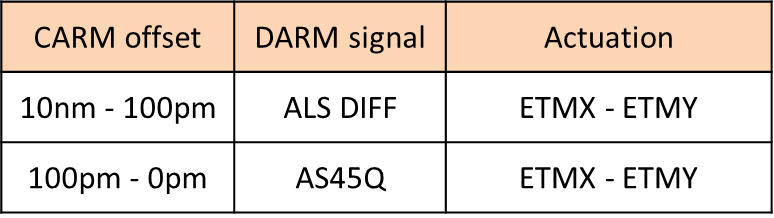 CARM offset DARM signal Actuation
10nm - 100pm ALS DIFF ETMX - ETMY
100pm - 0pm AS45Q ETMX - ETMY